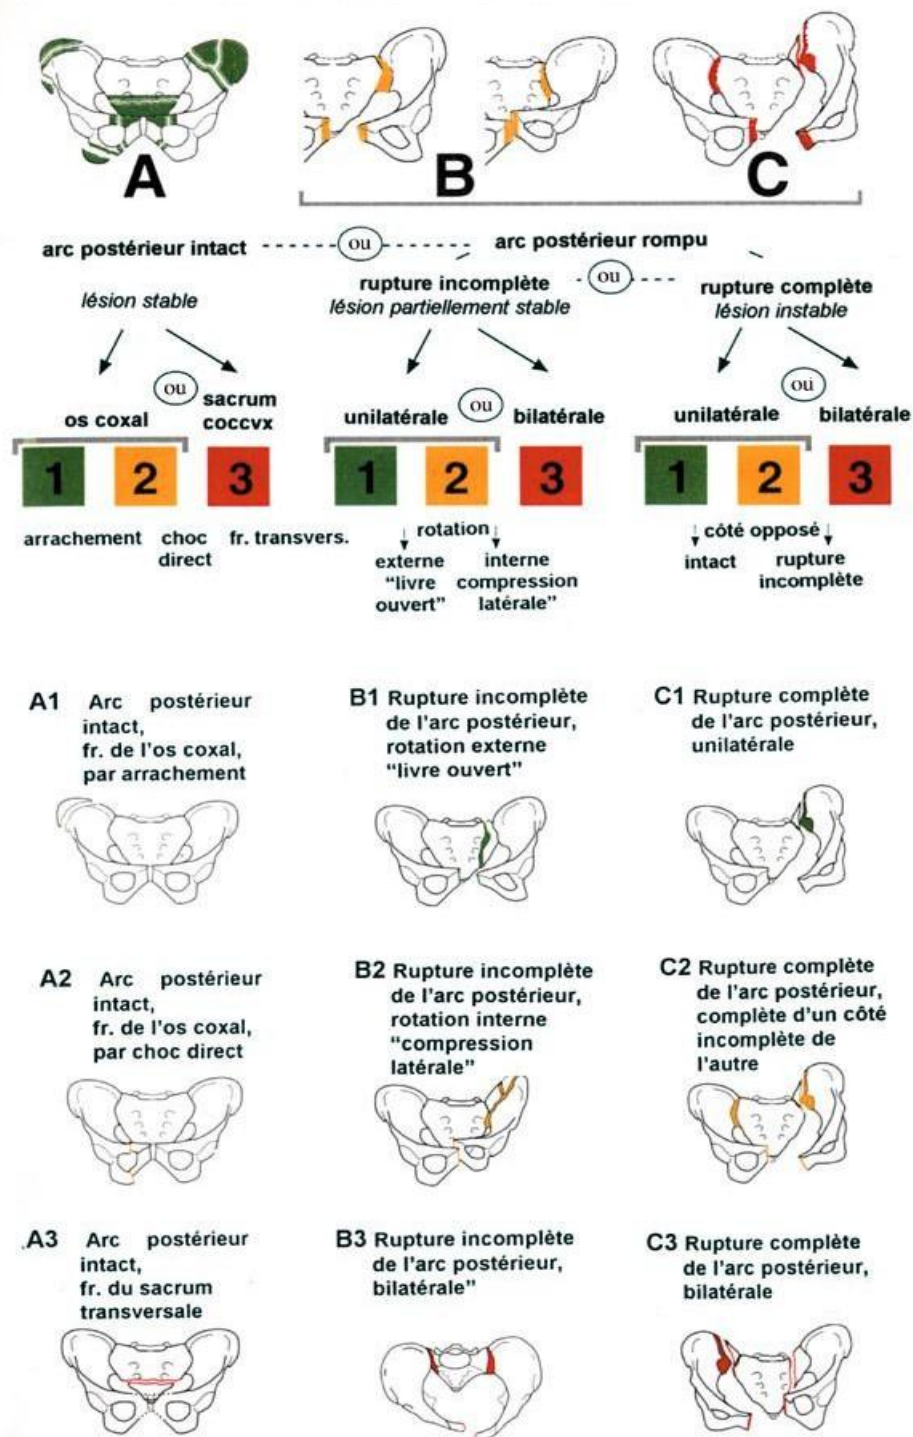 A
B
C
arc postérieur intact
ou
arc postérieur rompu
lésion stable
rupture incomplète
lésion partiellement stable
ou
rupture complète
lésion instable
os coxal
ou
sacrum
coccvx
unilatérale
ou
bilatérale
unilatérale
ou
bilatérale
1 2 3
1 2 3
1 2 3
arrachement
choc
direct
fr. transvers.
rotation
externe
“livre
ouvert”
interne
compression
latérale”
côté opposé
intact
rupture
incomplète
A1 Arc postérieur
intact,
fr. de l'os coxal,
par arrachement
B1 Rupture incomplète
de l'arc postérieur,
rotation externe
“livre ouvert”
C1 Rupture complète
de l'arc postérieur,
unilatérale
A2 Arc postérieur
intact,
fr. de l'os coxal,
par choc direct
B2 Rupture incomplète
de l'arc postérieur,
rotation interne
“compression
latérale”
C2 Rupture complète
de l'arc postérieur,
complète d'un côté
incomplète de
l'autre
A3 Arc postérieur
intact,
fr. du sacrum
transversale
B3 Rupture incomplète
de l'arc postérieur,
bilatérale”
C3 Rupture complète
de l'arc postérieur,
bilatérale